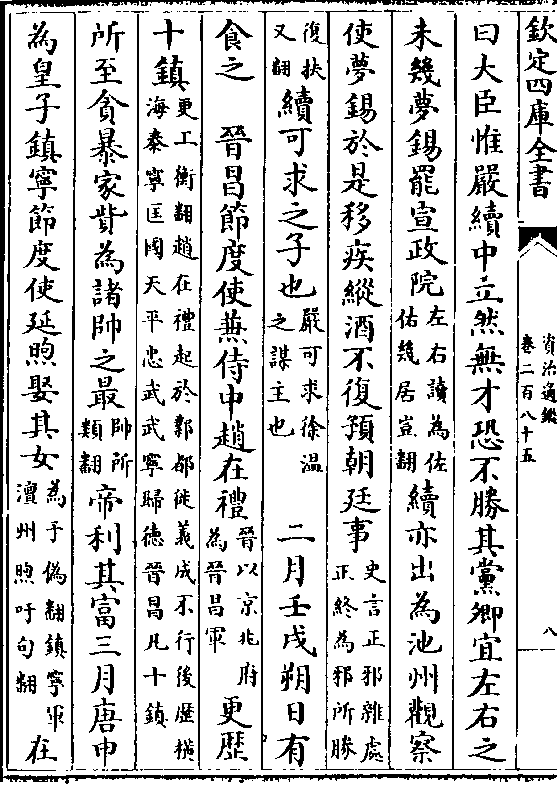 欽定四庫全書
資治通鑑
卷二百八十五
八
曰大臣惟嚴續中立然無才恐不勝其黨卿宜左右之
未幾夢錫罷宣政院左右讀為佐佑幾居豈翻續亦出為池州觀察
使夢錫於是移疾縱酒不復預朝廷事史言正邪雜處正終為邪所勝
復扶又翻續可求之子也嚴可求徐温之謀主也　二月壬戌朔日有
食之　晉昌節度使兼侍中趙在禮晉以京兆府為晉昌軍更歴
十鎮更工衡翻趙在禮起於鄴都徙義成不行後歴横海泰寧匡國天平忠武武寧歸德晉昌凡十鎮
所至貪暴家貲為諸帥之最帥所類翻帝利其富三月唐申
為皇子鎮寧節度使延煦娶其女為于偽翻鎮寧軍澶州煦吁句翻在